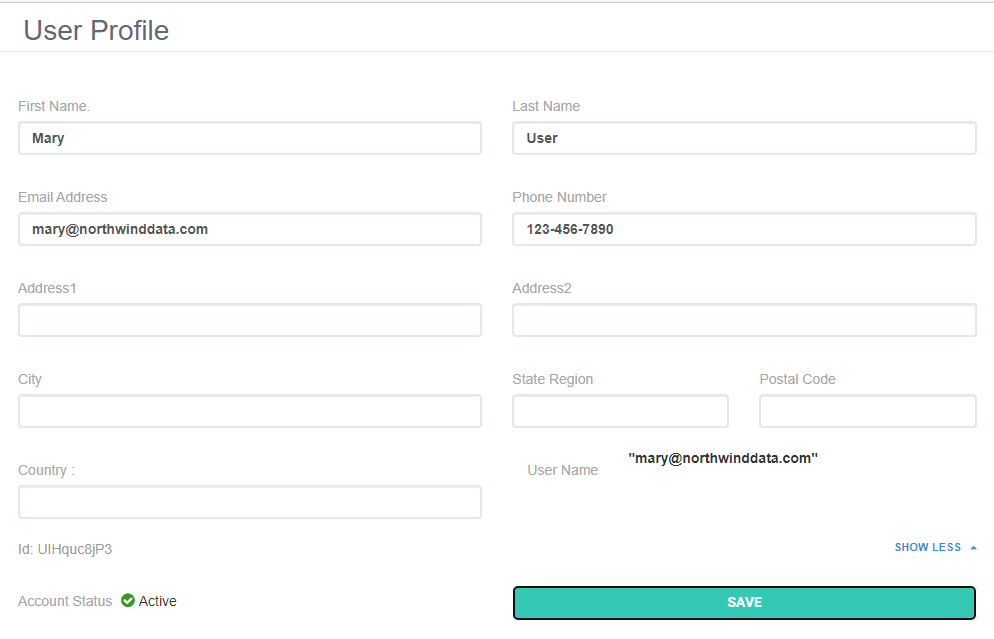 User Profile
First Name.
Last Name
Mary
User
Email Address
Phone Number
mary@northwinddata.com
123-456-7890
Address1
Address2
City
State Region
Postal Code
Country :
User Name
"mary@northwinddata.com"
Id: UIHquc8jP3
SHOW LESS
Account Status
Active
SAVE